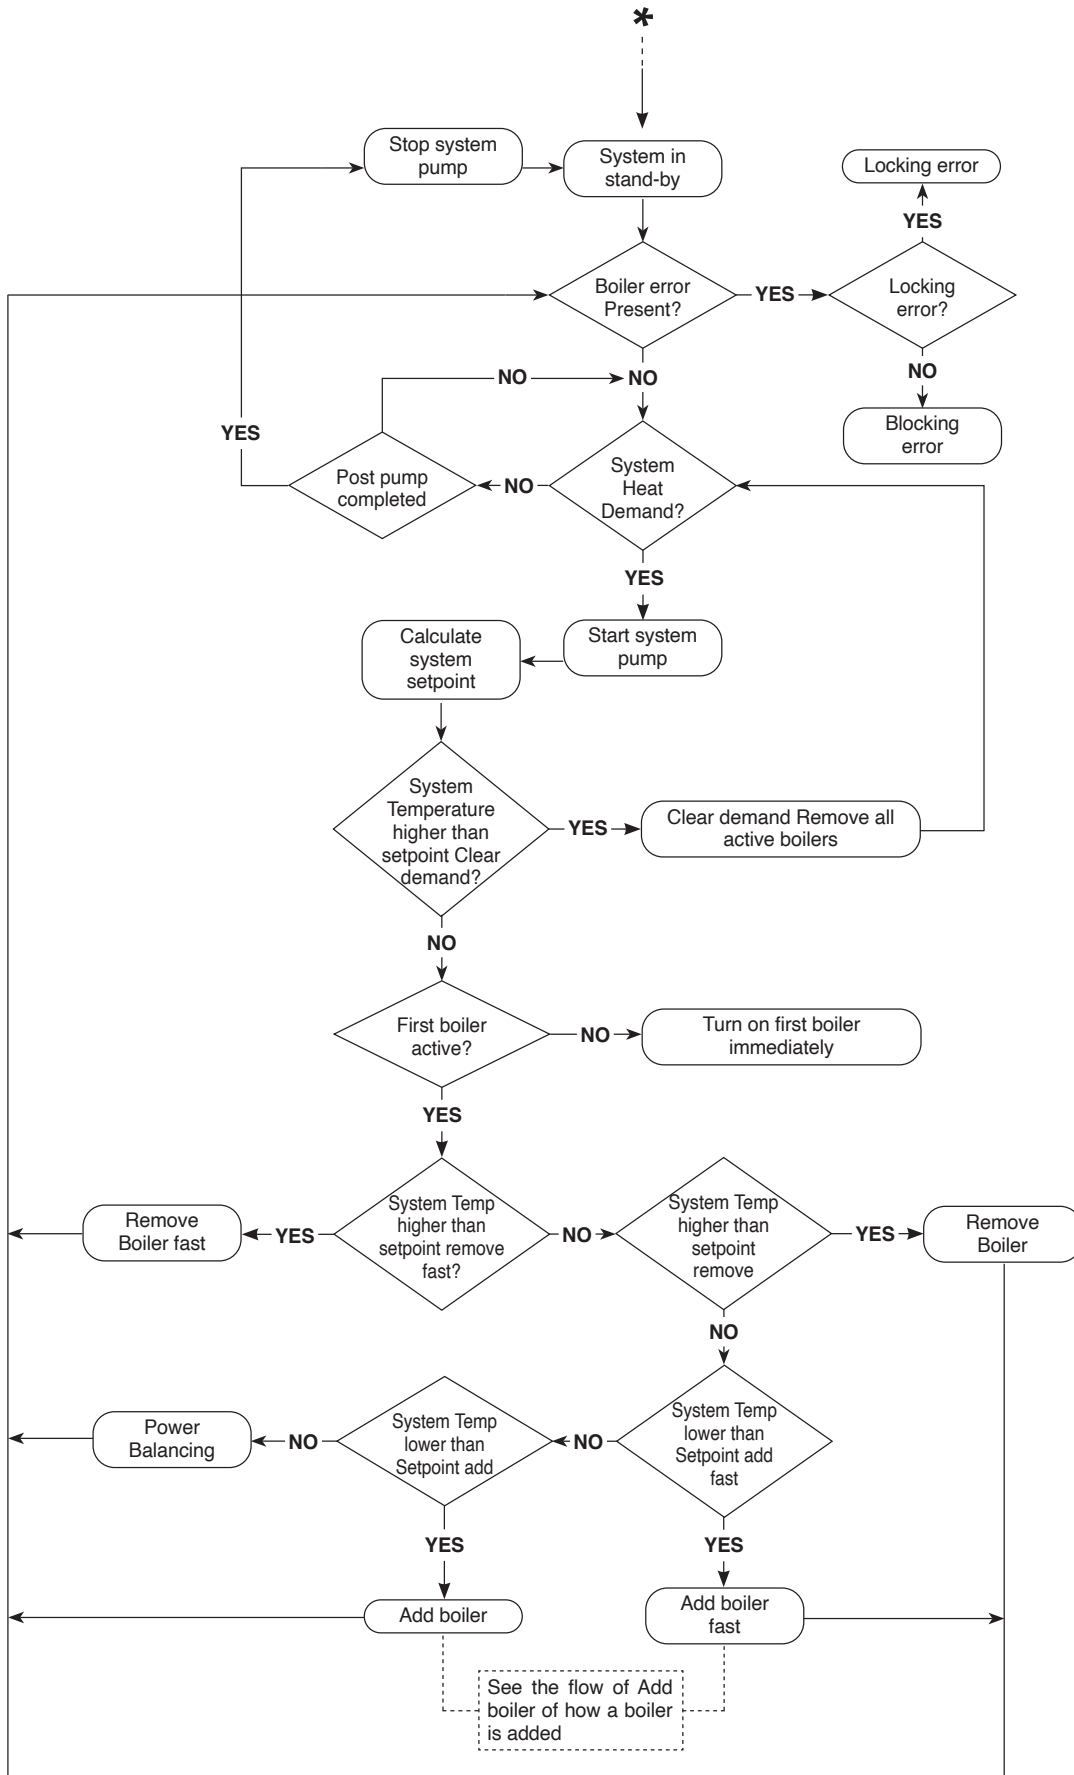 *
Stop system
pump
System in
stand-by
Locking error
YES
Boiler error
Present?
YES
Locking
error?
NO
NO
NO
Blocking
error
YES
Post pump
completed
NO
System
Heat
Demand?
YES
Calculate
system
setpoint
Start system
pump
System
Temperature
higher than
setpoint Clear
demand?
YES
Clear demand Remove all
active boilers
NO
First boiler
active?
NO
Turn on first boiler
immediately
YES
Remove
Boiler fast
YES
System Temp
higher than
setpoint remove
fast?
NO
System Temp
higher than
setpoint
remove
YES
Remove
Boiler
NO
Power
Balancing
NO
System Temp
lower than
Setpoint add
NO
System Temp
lower than
Setpoint add
fast
YES
YES
Add boiler
Add boiler
fast
See the flow of Add
boiler of how a boiler
is added